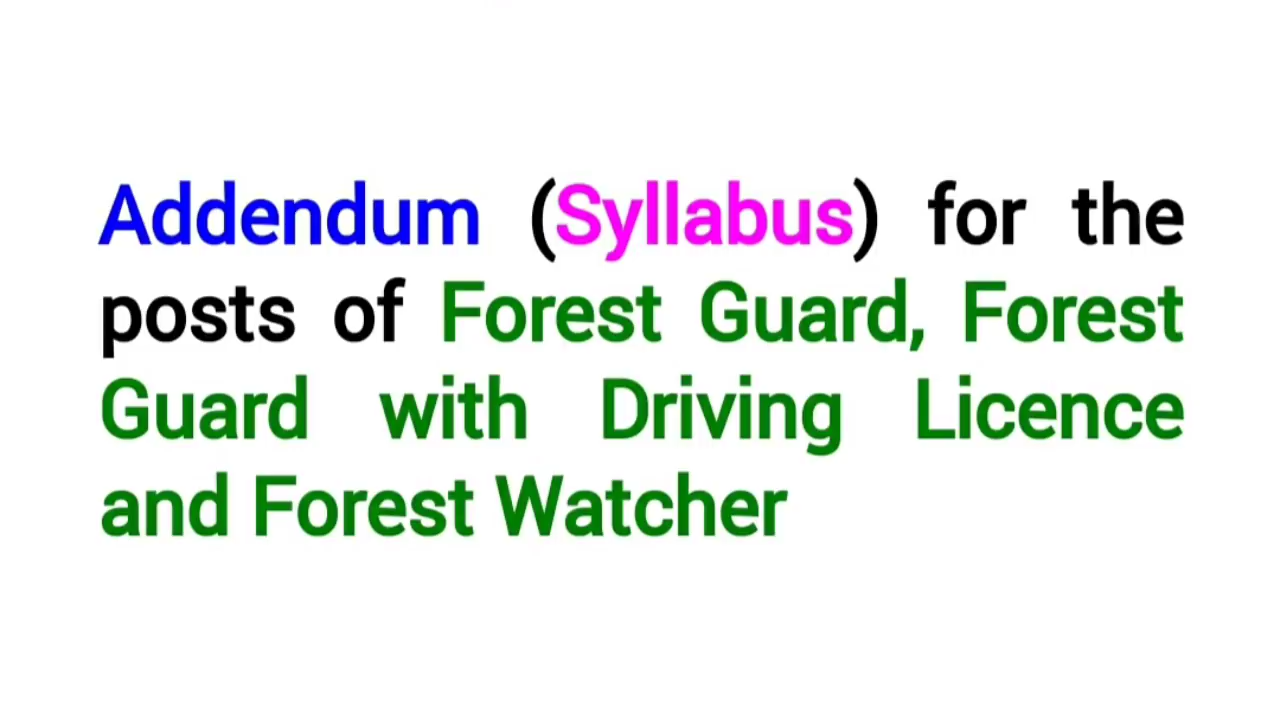 Addendum (Syllabus) for the
posts of Forest Guard, Forest
Guard with Driving Licence
and Forest Watcher